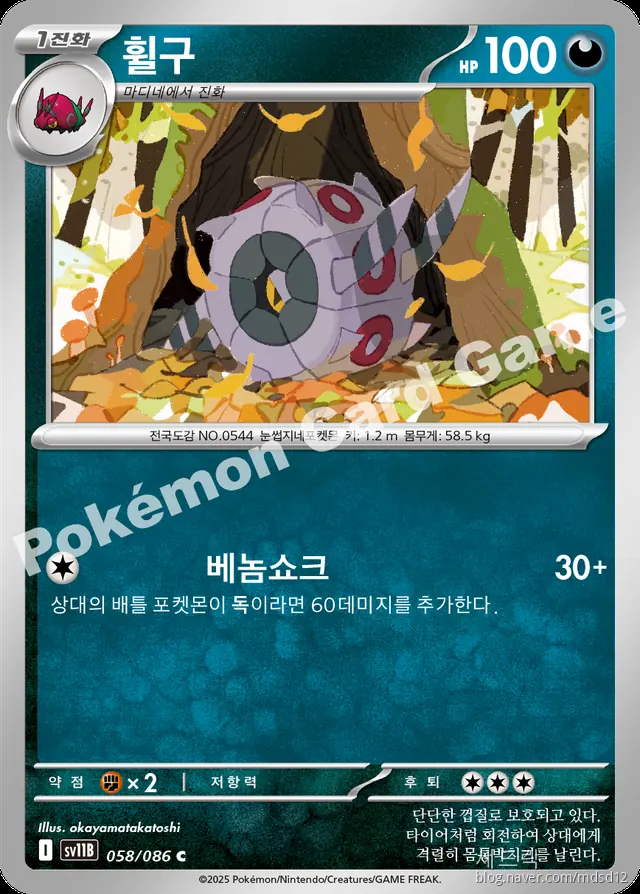 1진화
휠구
HP 100
마디네에서 진화
전국도감 NO.0544 눈썹지네포켓몬 키: 1.2 m 몸무게: 58.5 kg
Pokémon Card Game
베놈쇼크 30+
상대의 배틀 포켓몬이 독이라면 60데미지를 추가한다.
약점 ×2 저항력 후퇴
Illus. okayamatakatoshi
단단한 껍질로 보호되고 있다.
타이어처럼 회전하여 상대에게
격렬히 몸통박치기를 날린다.
I sv11B 058/086 C
©2025 Pokémon/Nintendo/Creatures/GAME FREAK.
blog.naver.com/mdsd12